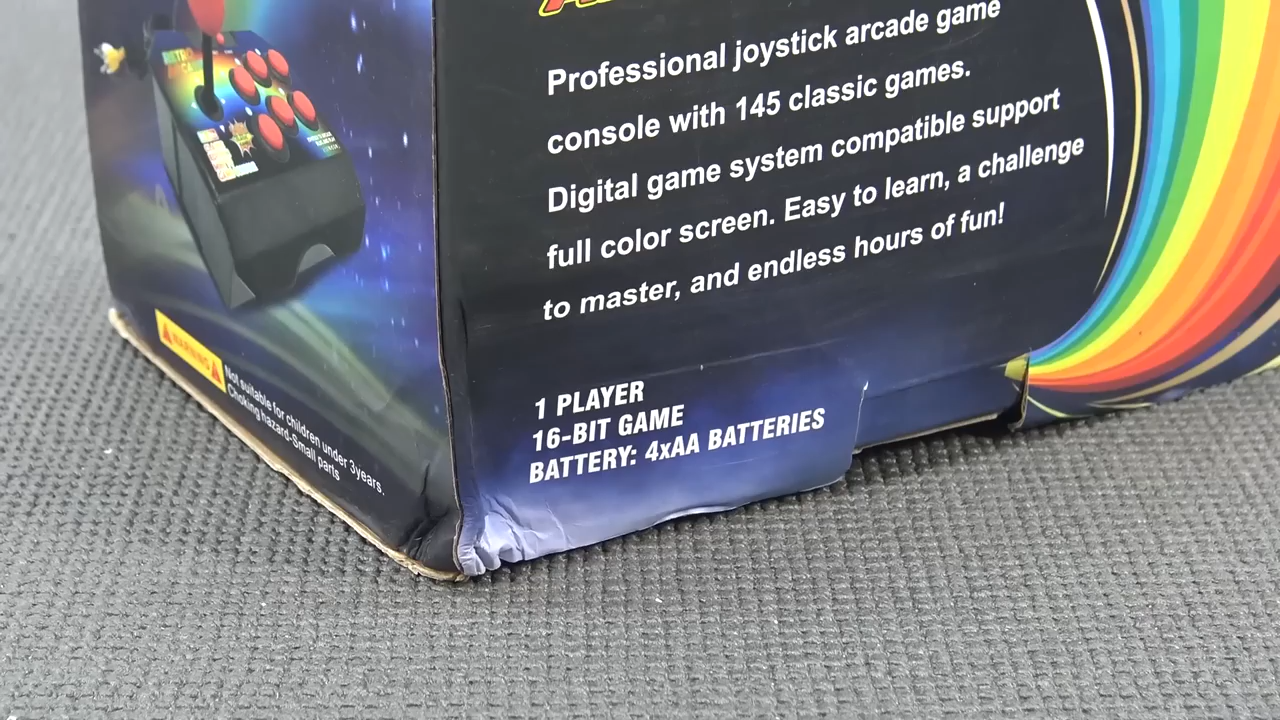 Professional joystick arcade game
console with 145 classic games.
Digital game system compatible support
full color screen. Easy to learn, a challenge
to master, and endless hours of fun!
1 PLAYER
16-BIT GAME
BATTERY: 4xAA BATTERIES
WARNING
Not suitable for children under 3years.
Choking hazard-Small parts